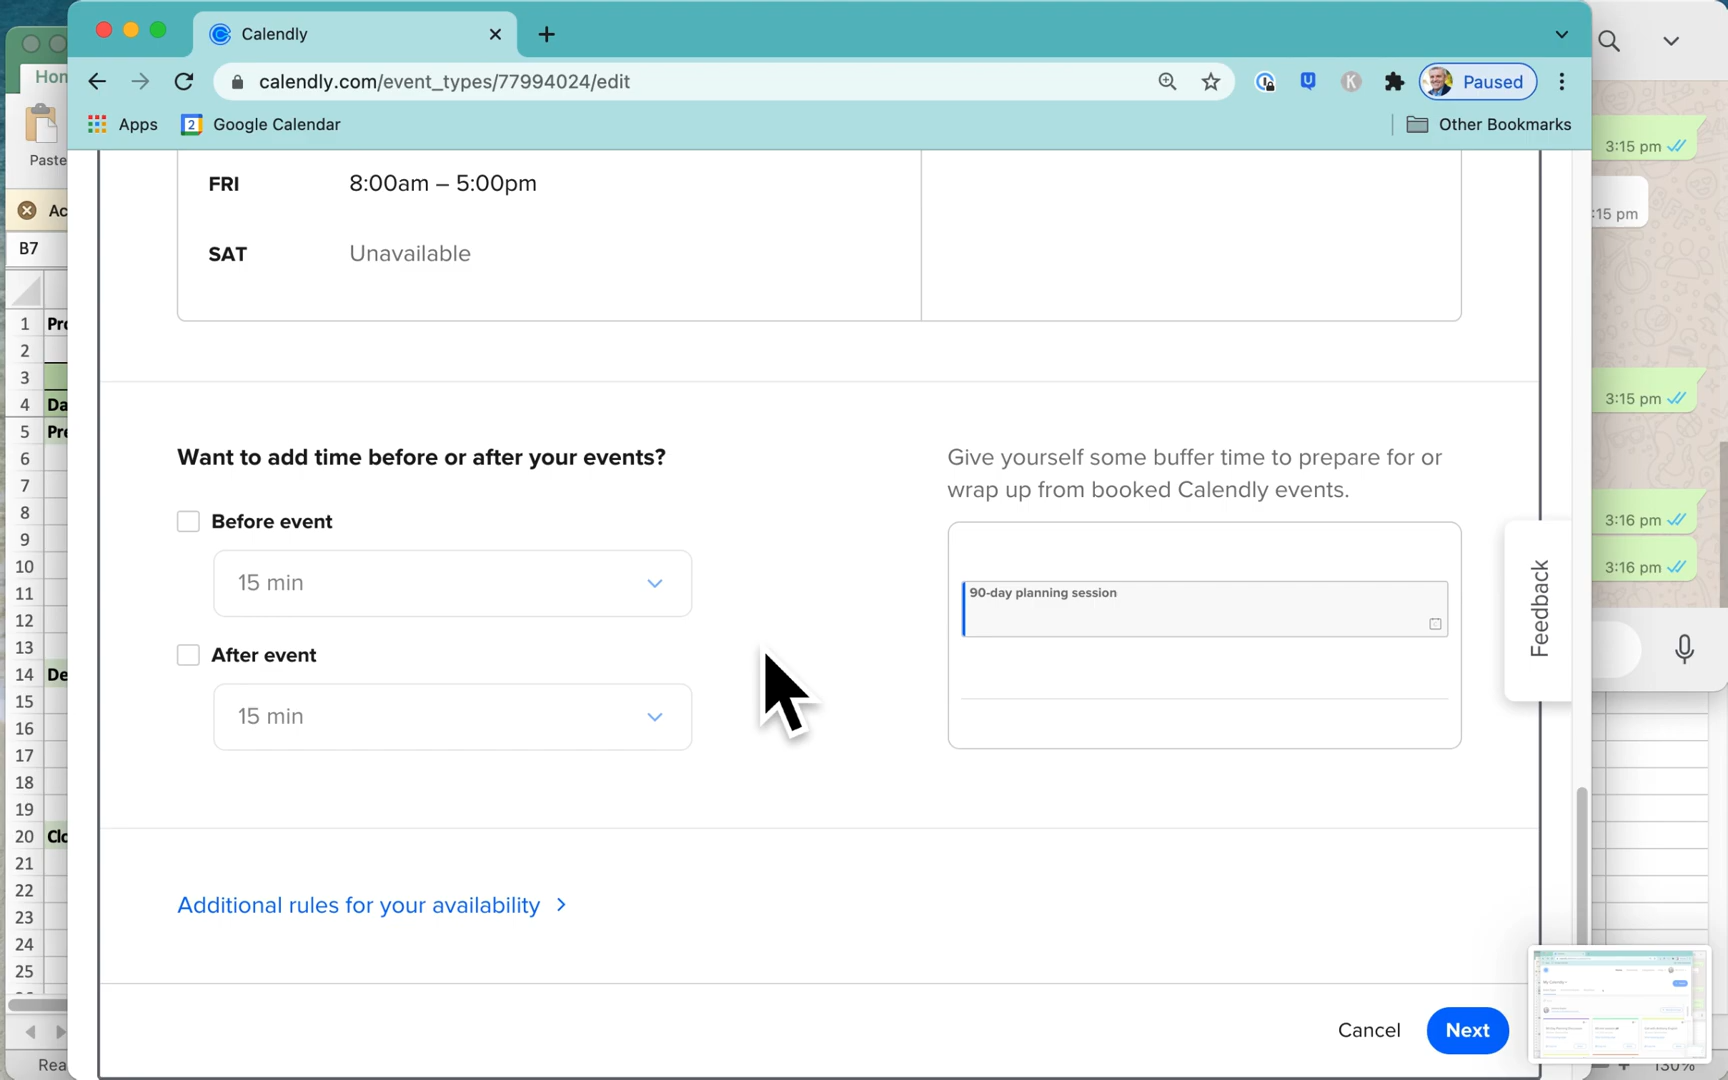 Calendly
calendly.com/event_types/77994024/edit
Paused
Apps
2
Google Calendar
Other Bookmarks
Paste
B7
1
2
3
4
5
6
7
8
9
10
11
12
13
14
15
16
17
18
19
20
21
22
23
24
25
130%
FRI 8:00am – 5:00pm
SAT Unavailable
Want to add time before or after your events?
Before event
15 min
After event
15 min
Give yourself some buffer time to prepare for or
wrap up from booked Calendly events.
90-day planning session
Additional rules for your availability
Cancel
Next
Feedback
3:15 pm
:15 pm
3:15 pm
3:16 pm
3:16 pm